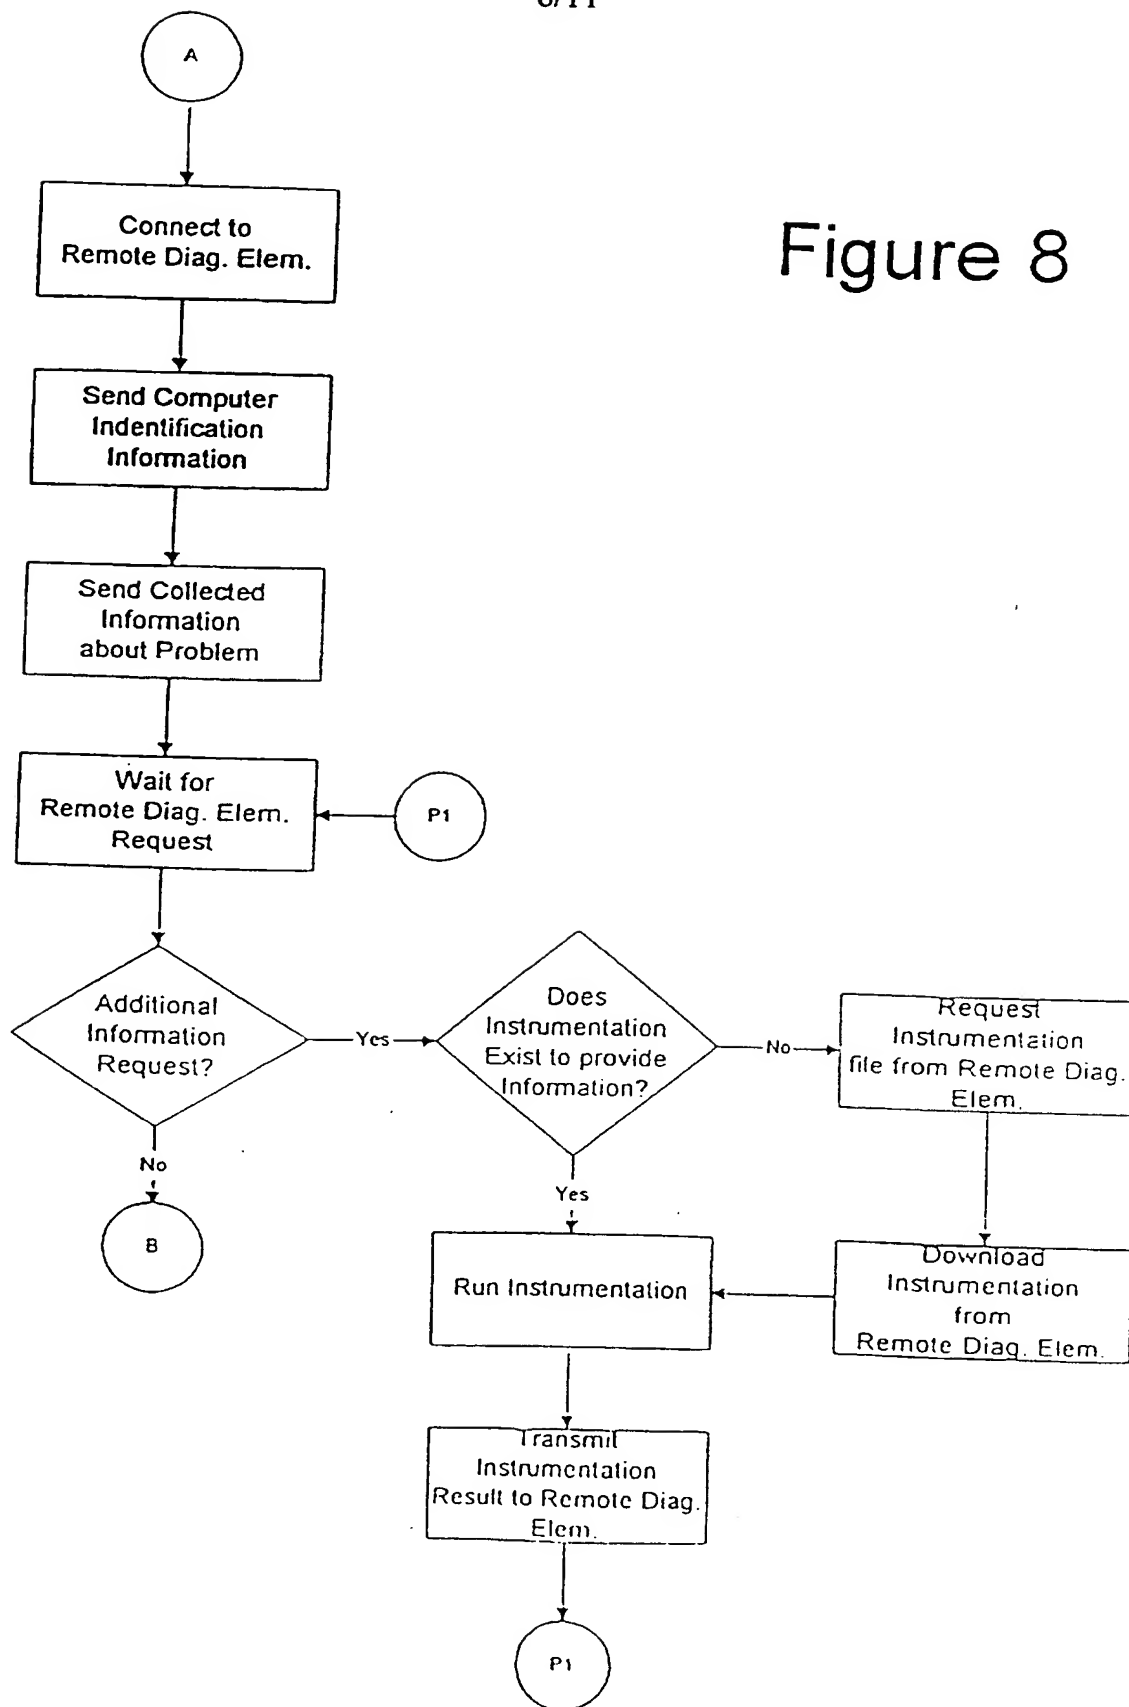 A
Connect to
Remote Diag. Elem.
Figure 8
Send Computer
Indentification
Information
Send Collected
Information
about Problem
Wait for
Remote Diag. Elem.
Request
P1
Additional
Information
Request?
Yes
Does
Instrumentation
Exist to provide
Information?
No
Request
Instrumentation
file from Remote Diag.
Elem.
No
B
Yes
Run Instrumentation
Download
Instrumentation
from
Remote Diag. Elem.
Transmit
Instrumentation
Result to Remote Diag.
Elem.
P1